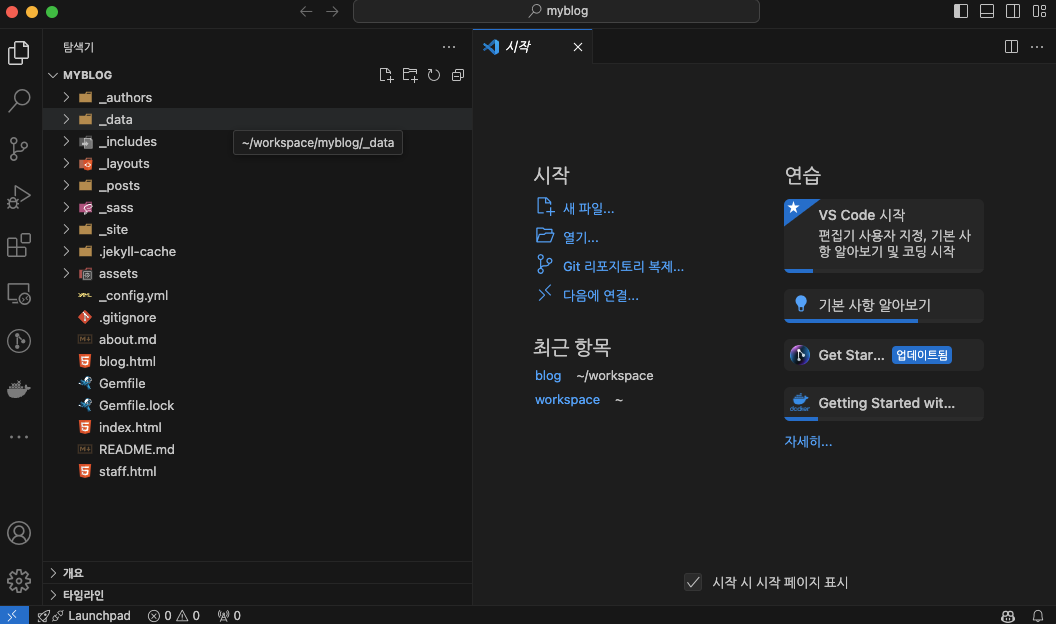 myblog
탐색기
MYBLOG
_authors
_data
~/workspace/myblog/_data
_includes
_layouts
_posts
_sass
_site
.jekyll-cache
assets
_config.yml
.gitignore
about.md
blog.html
Gemfile
Gemfile.lock
index.html
README.md
staff.html
개요
타임라인
시작
시작
새 파일...
열기...
Git 리포지토리 복제...
다음에 연결...
최근 항목
blog ~/workspace
workspace ~
연습
VS Code 시작
편집기 사용자 지정, 기본 사
항 알아보기 및 코딩 시작
기본 사항 알아보기
Get Star... 업데이트됨
docker
Getting Started wit...
자세히...
시작 시 시작 페이지 표시
Launchpad 0 0 0